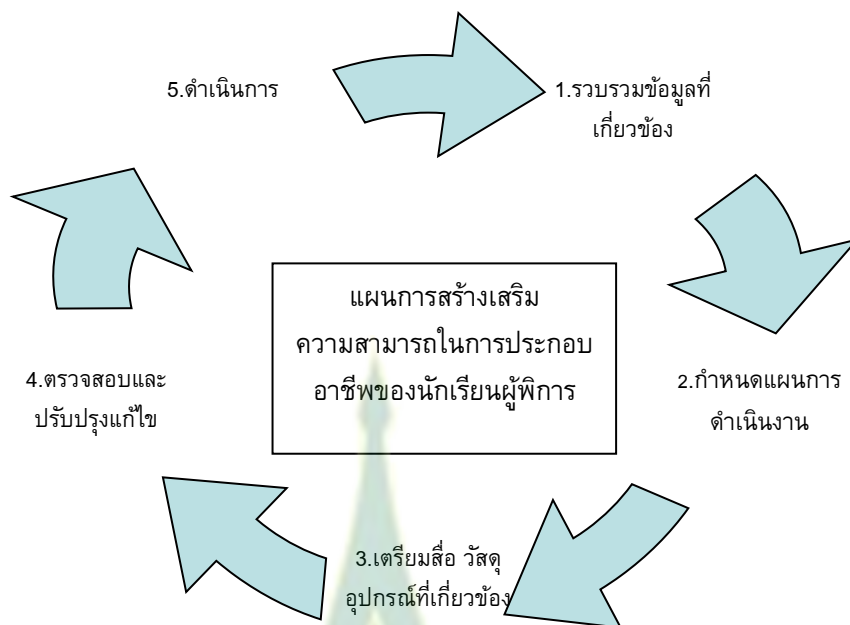 5.ดำเนินการ
1.รวบรวมข้อมูลที่
เกี่ยวข้อง
แผนการสร้างเสริม
ความสามารถในการประกอบ
อาชีพของนักเรียนผู้พิการ
2.กำหนดแผนการ
ดำเนินงาน
4.ตรวจสอบและ
ปรับปรุงแก้ไข
3.เตรียมสื่อ วัสดุ
อุปกรณ์ที่เกี่ยวข้อง